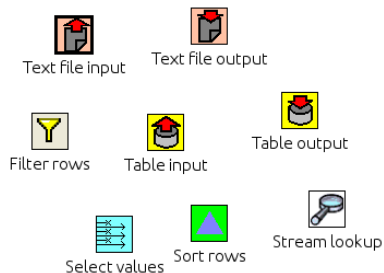 Text file input
Text file output
Filter rows
Table input
Table output
Select values
Sort rows
Stream lookup